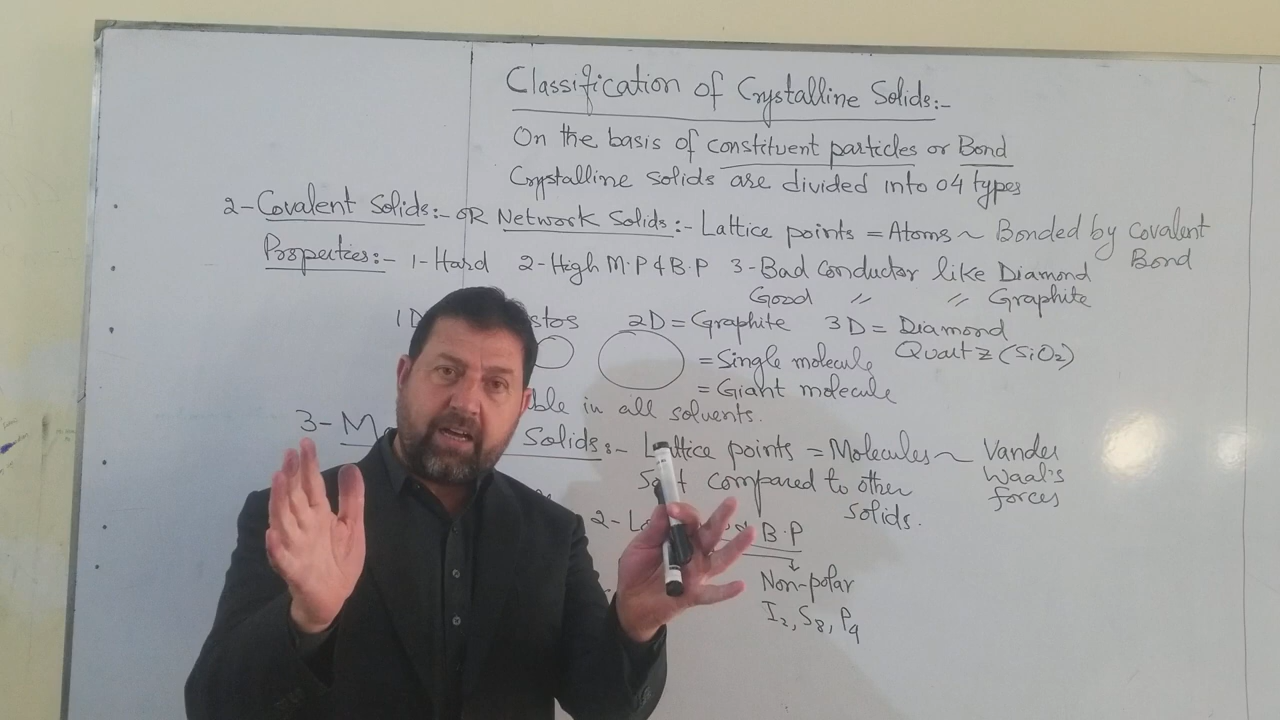 Classification of Crystalline Solids:-
On the basis of constituent particles or Bond
Crystalline solids are divided into 04 types
2-Covalent Solids:- OR Network Solids:- Lattice points = Atoms ~ Bonded by Covalent Bond
Properties:- 1-Hard 2-High M.P & B.P 3-Bad Conductor like Diamond
Good 〃 〃 Graphite
1D 2D = Graphite 3D = Diamond
= Single molecule Quartz (SiO₂)
= Giant molecule
in all solvents.
3-M Solids:- Lattice points = Molecules ~ Vander Waal's forces
compared to other solids.
2- B.P
Non-polar
I₂, S₈, P₄